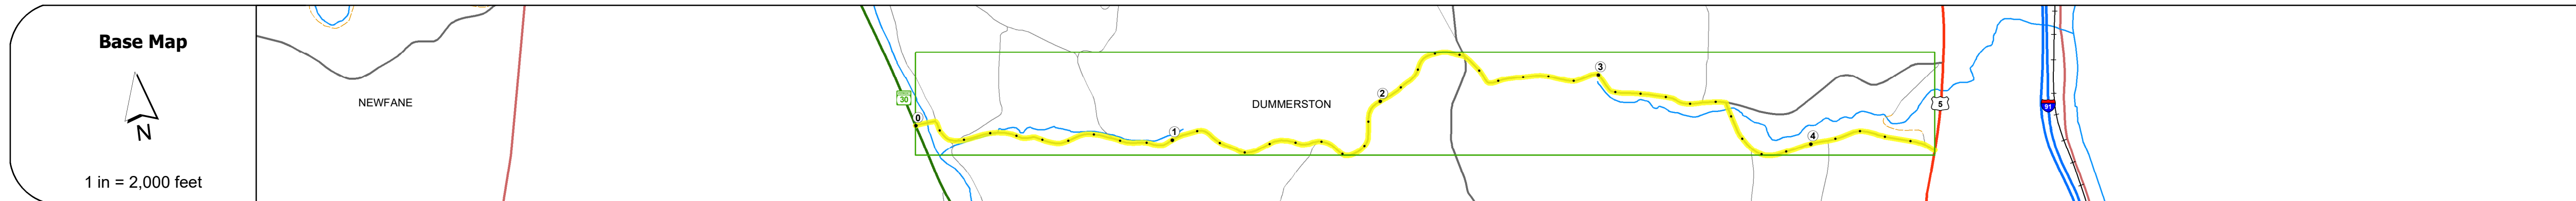 Base Map
N
1 in = 2,000 feet
NEWFANE
30
0
1
DUMMERSTON
2
3
4
5
91